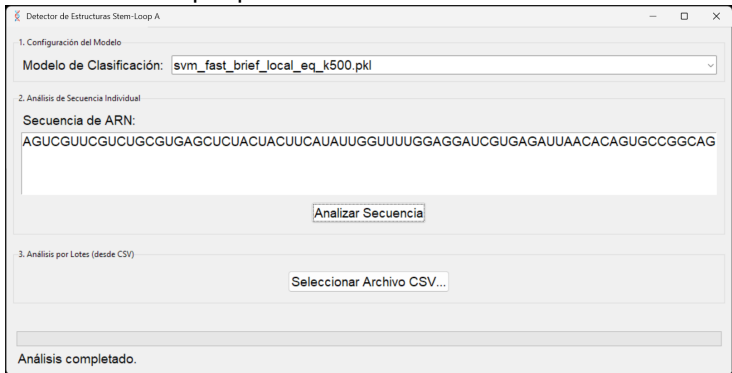 Detector de Estructuras Stem-Loop A
1. Configuración del Modelo
Modelo de Clasificación: svm_fast_brief_local_eq_k500.pkl
2. Análisis de Secuencia Individual
Secuencia de ARN:
AGUCGUUCGUCUGCGUGAGCUCUACUACUUCAUAUUGGUUUUGGAGGAUCGUGAGAUUAACACAGUGCCGGCAG
Analizar Secuencia
3. Análisis por Lotes (desde CSV)
Seleccionar Archivo CSV...
Análisis completado.